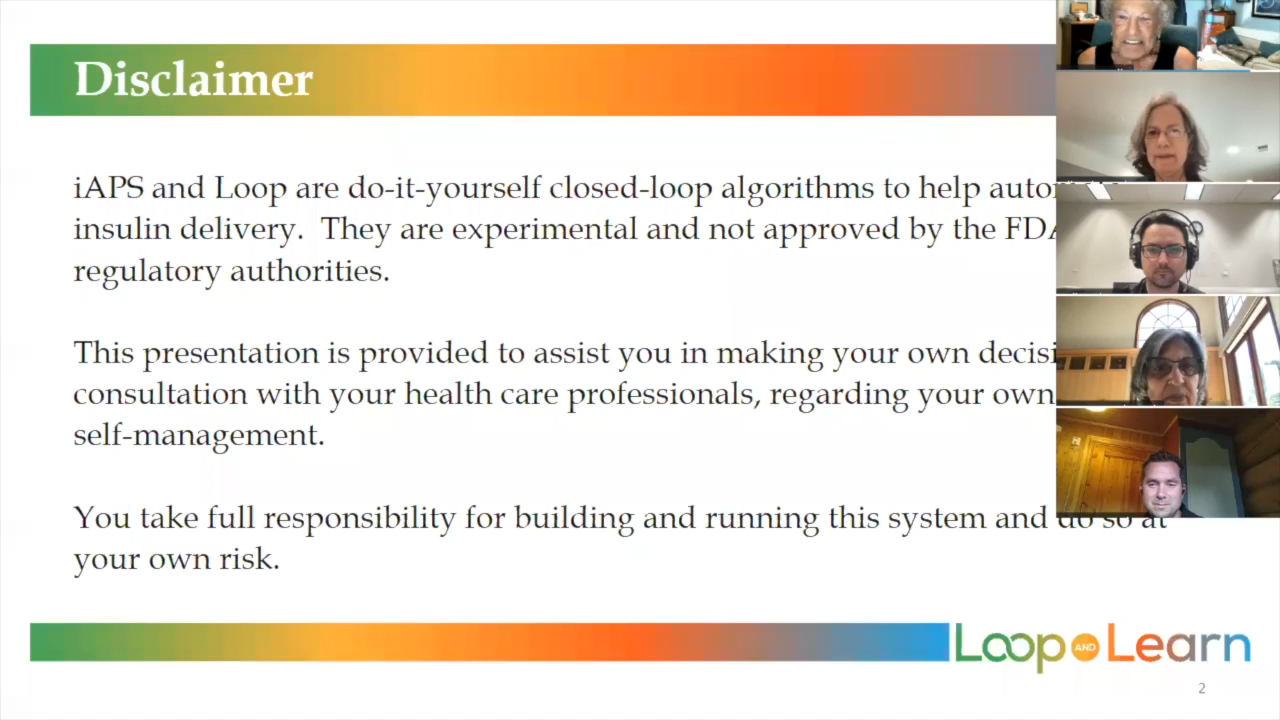 Disclaimer
iAPS and Loop are do-it-yourself closed-loop algorithms to help
insulin delivery.  They are experimental and not approved by the
regulatory authorities.
This presentation is provided to assist you in making your own
consultation with your health care professionals, regarding your own
self-management.
You take full responsibility for building and running this system and do so at
your own risk.
Loop AND Learn
2